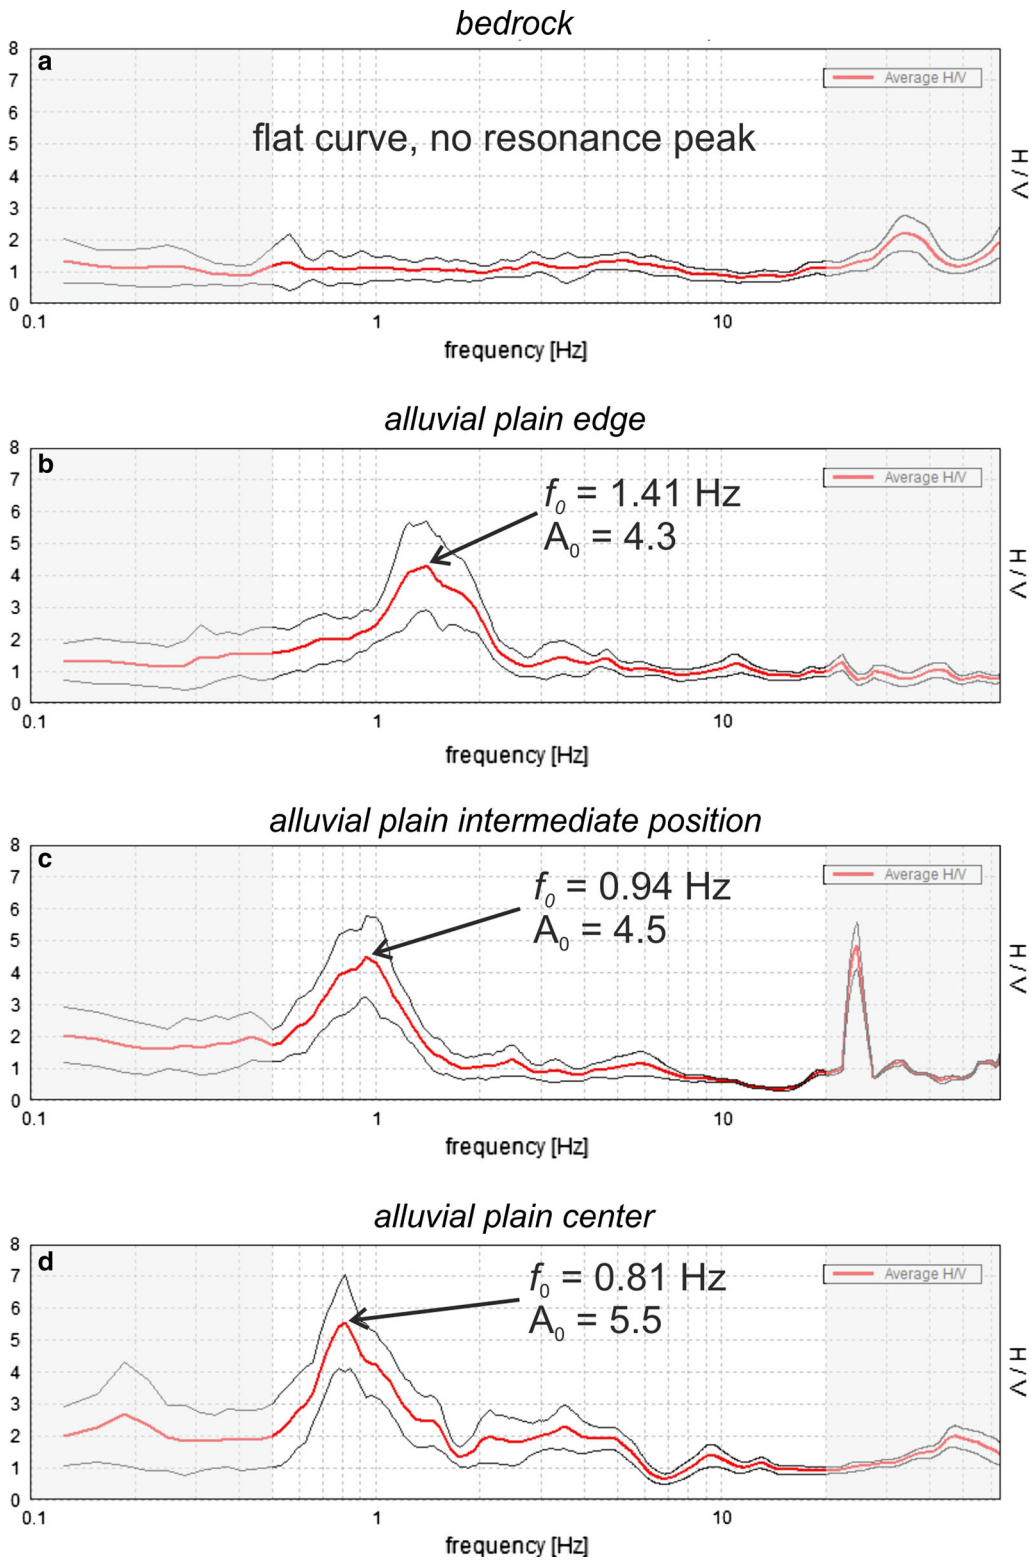 bedrock
a
Average H/V
flat curve, no resonance peak
8
7
6
5
4
3
2
1
0
H/V
0.1 1 10
frequency [Hz]
alluvial plain edge
b
Average H/V
f0 = 1.41 Hz
A0 = 4.3
8
7
6
5
4
3
2
1
0
H/V
0.1 1 10
frequency [Hz]
alluvial plain intermediate position
c
Average H/V
f0 = 0.94 Hz
A0 = 4.5
8
7
6
5
4
3
2
1
0
H/V
0.1 1 10
frequency [Hz]
alluvial plain center
d
Average H/V
f0 = 0.81 Hz
A0 = 5.5
8
7
6
5
4
3
2
1
0
H/V
0.1 1 10
frequency [Hz]